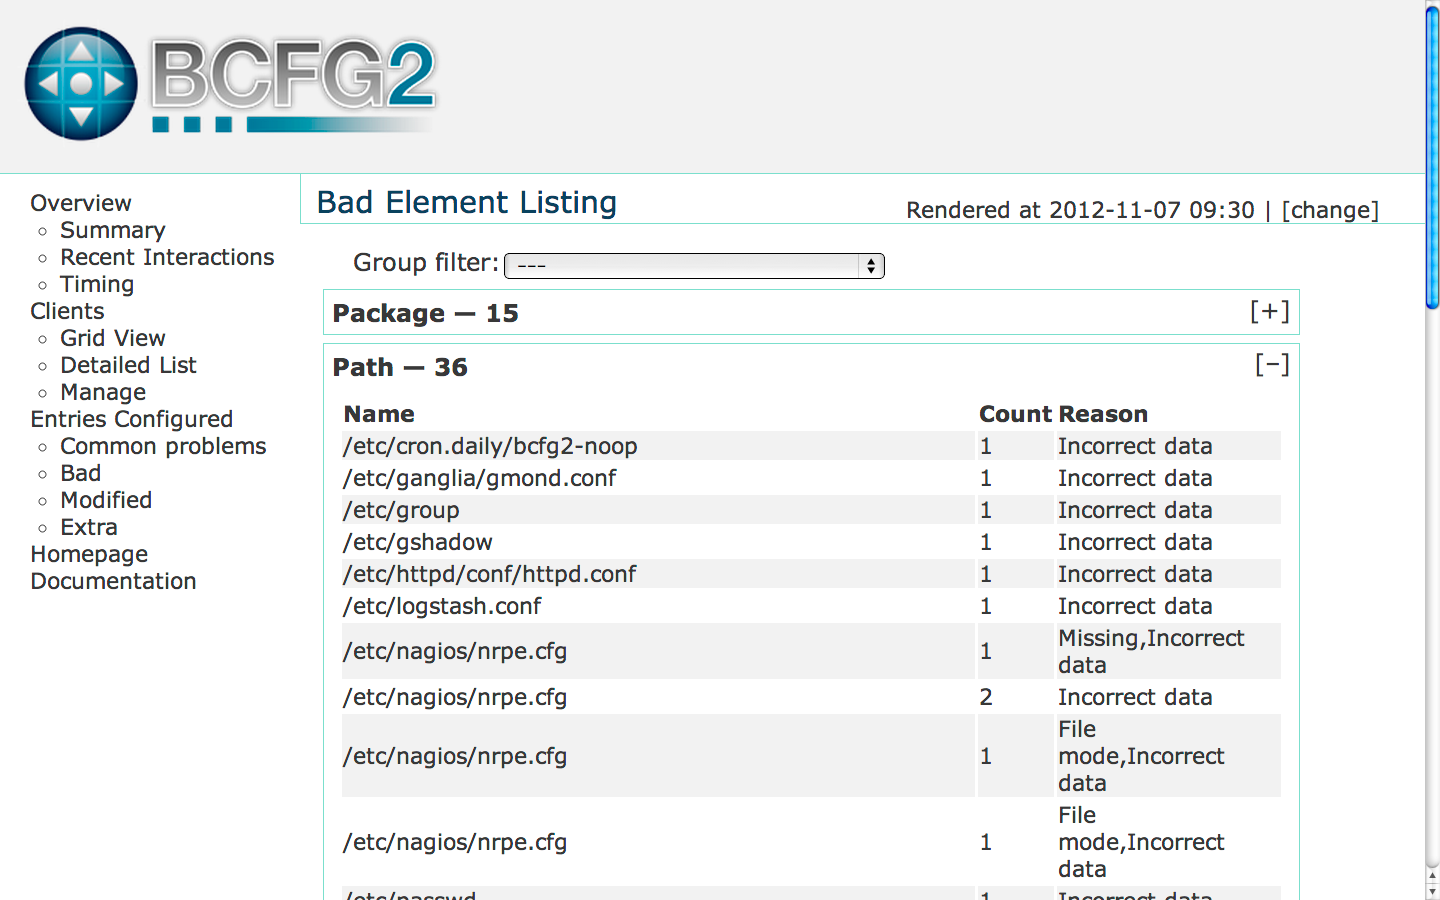 BCFG2
Overview
Summary
Recent Interactions
Timing
Clients
Grid View
Detailed List
Manage
Entries Configured
Common problems
Bad
Modified
Extra
Homepage
Documentation
Bad Element Listing
Rendered at 2012-11-07 09:30 | [change]
Group filter: ---
Package — 15 [+]
Path — 36 [−]
Name Count Reason
/etc/cron.daily/bcfg2-noop 1 Incorrect data
/etc/ganglia/gmond.conf 1 Incorrect data
/etc/group 1 Incorrect data
/etc/gshadow 1 Incorrect data
/etc/httpd/conf/httpd.conf 1 Incorrect data
/etc/logstash.conf 1 Incorrect data
/etc/nagios/nrpe.cfg 1 Missing,Incorrect
data
/etc/nagios/nrpe.cfg 2 Incorrect data
/etc/nagios/nrpe.cfg 1 File
mode,Incorrect
data
/etc/nagios/nrpe.cfg 1 File
mode,Incorrect
data
/etc/passwd 1 Incorrect data